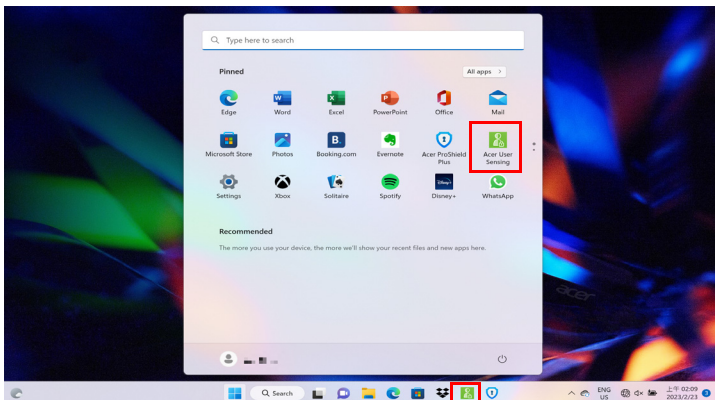 Type here to search
Pinned
All apps >
Edge
Word
Excel
PowerPoint
Office
Mail
Microsoft Store
Photos
Booking.com
Evernote
Acer ProShield
Plus
Acer User
Sensing
Settings
Xbox
Solitaire
Spotify
Disney+
WhatsApp
Recommended
The more you use your device, the more we'll show your recent files and new apps here.
acer
Search
ENG
US
上午 02:09
2023/2/23